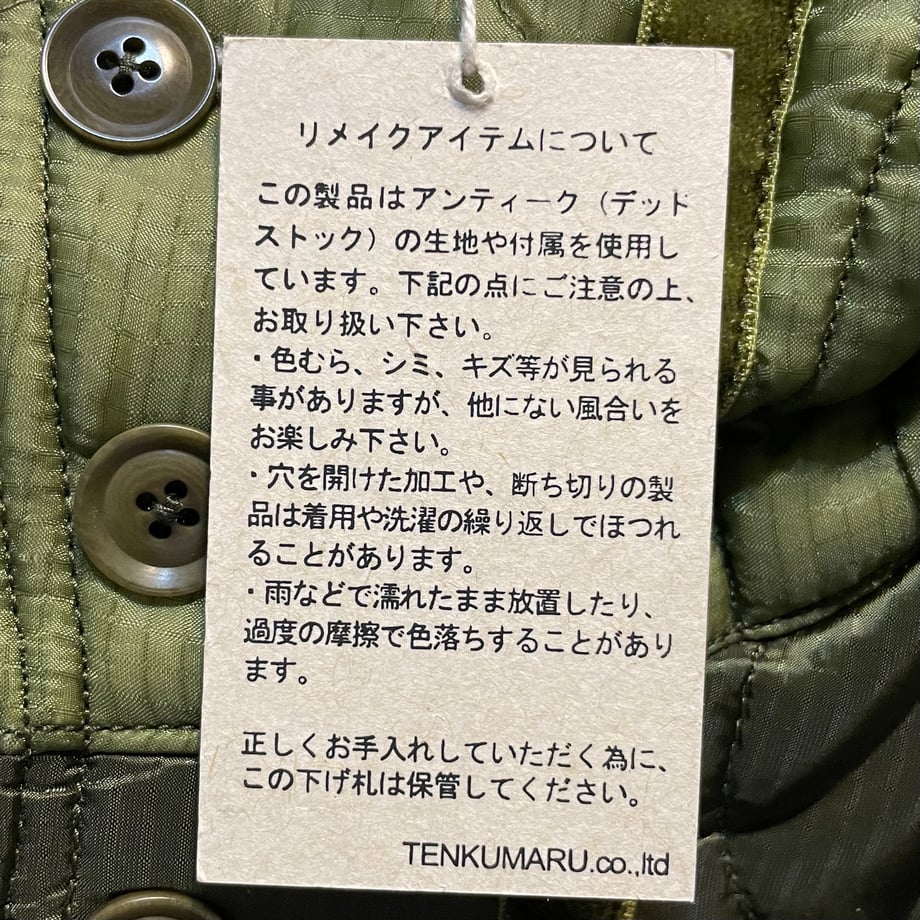 リメイクアイテムについて
この製品はアンティーク（デッド
ストック）の生地や付属を使用し
ています。下記の点にご注意の上、
お取り扱い下さい。
・色むら、シミ、キズ等が見られる
事がありますが、他にない風合いを
お楽しみ下さい。
・穴を開けた加工や、断ち切りの製
品は着用や洗濯の繰り返しでほつれ
ることがあります。
・雨などで濡れたまま放置したり、
過度の摩擦で色落ちすることがあり
ます。
正しくお手入れしていただく為に、
この下げ札は保管してください。
TENKUMARU.co.,ltd